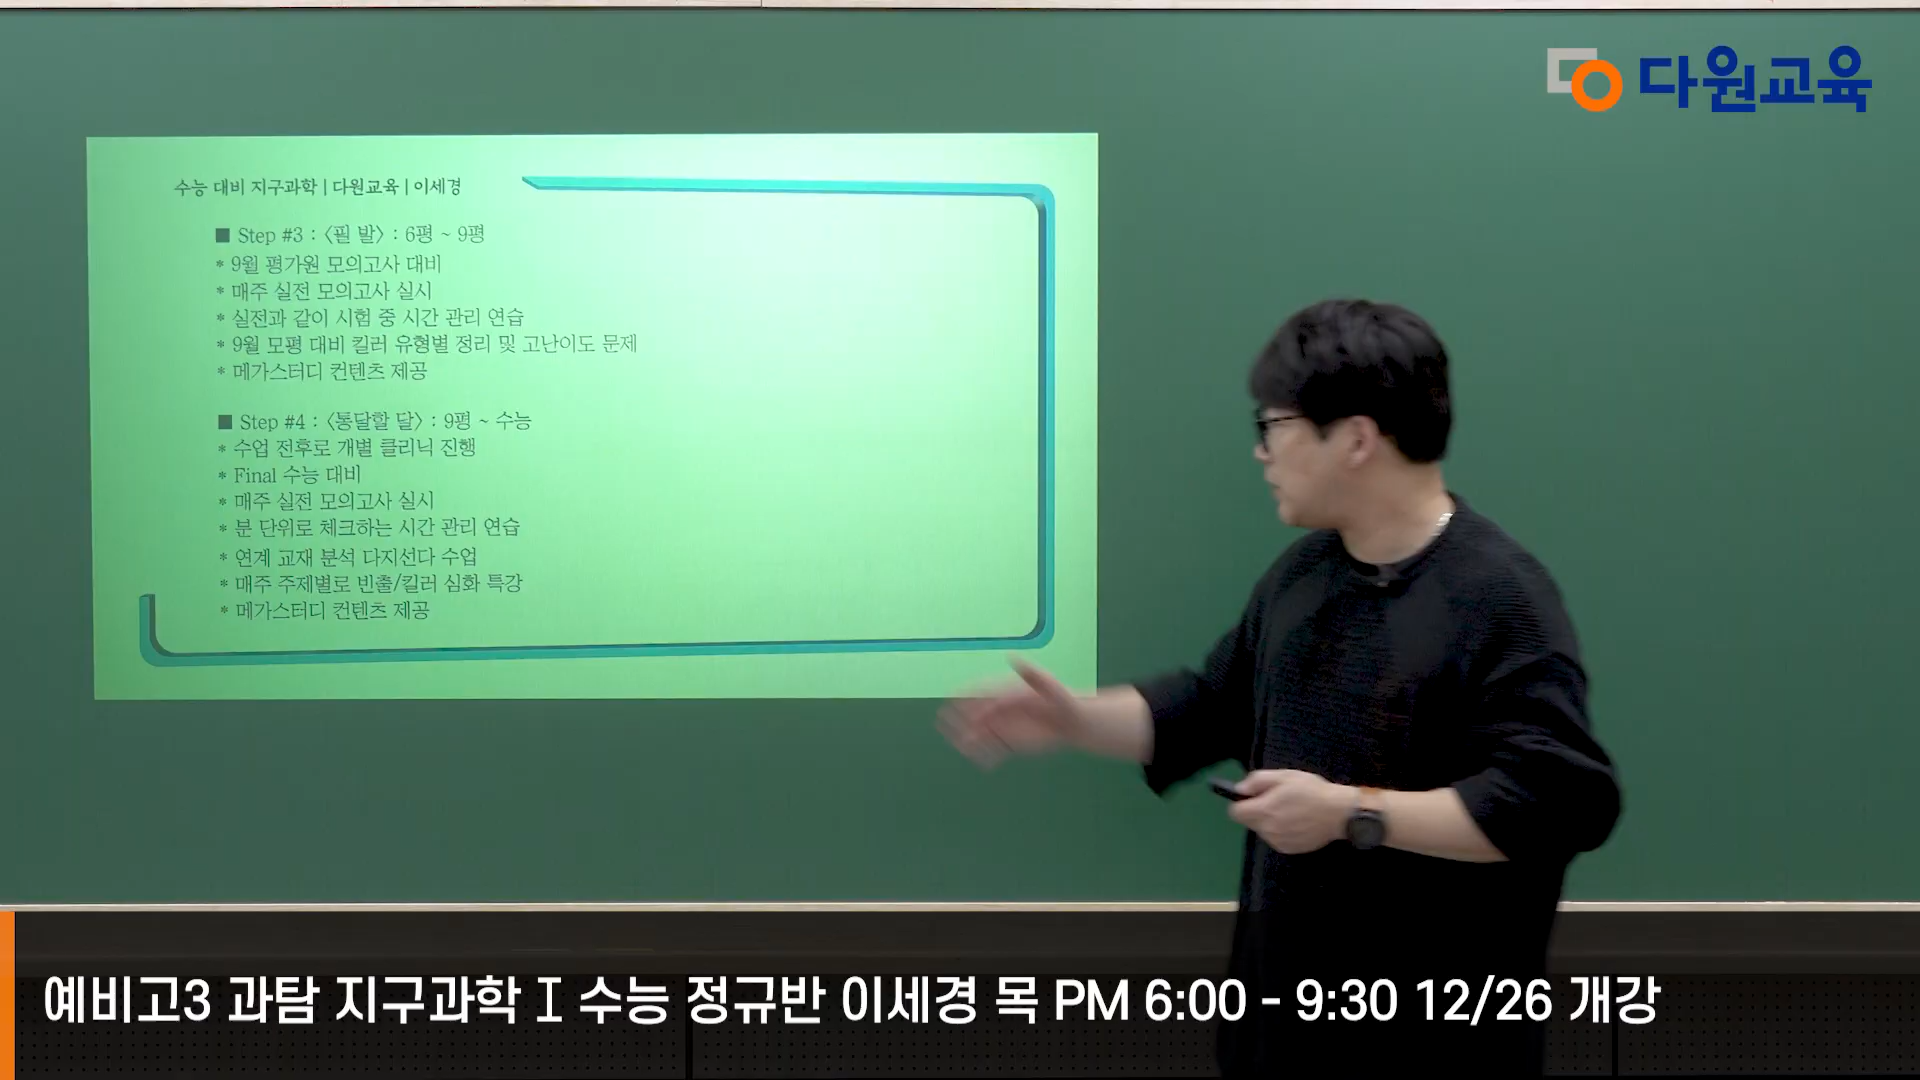 다원교육
수능 대비 지구과학 | 다원교육 | 이세경
■ Step #3 : <필 발> : 6평 ~ 9평
* 9월 평가원 모의고사 대비
* 매주 실전 모의고사 실시
* 실전과 같이 시험 중 시간 관리 연습
* 9월 모평 대비 킬러 유형별 정리 및 고난이도 문제
* 메가스터디 컨텐츠 제공
■ Step #4 : <통달할 달> : 9평 ~ 수능
* 수업 전후로 개별 클리닉 진행
* Final 수능 대비
* 매주 실전 모의고사 실시
* 분 단위로 체크하는 시간 관리 연습
* 연계 교재 분석 다지선다 수업
* 매주 주제별로 빈출/킬러 심화 특강
* 메가스터디 컨텐츠 제공
예비고3 과탐 지구과학 I 수능 정규반 이세경 목 PM 6:00 - 9:30 12/26 개강